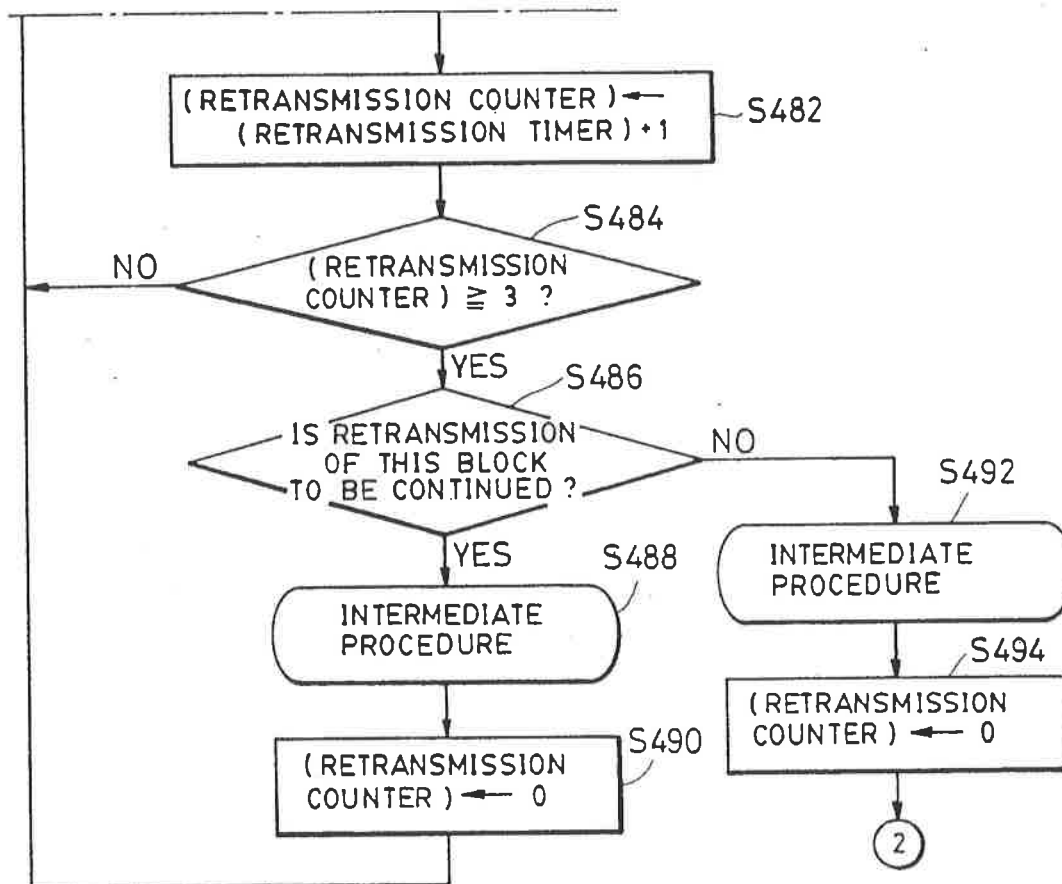 (RETRANSMISSION COUNTER)←
(RETRANSMISSION TIMER)+1
S482
S484
NO
(RETRANSMISSION
COUNTER) ≧ 3 ?
YES
S486
IS RETRANSMISSION
OF THIS BLOCK
TO BE CONTINUED ?
NO
S492
YES
S488
INTERMEDIATE
PROCEDURE
INTERMEDIATE
PROCEDURE
S494
(RETRANSMISSION
COUNTER) ← 0
S490
(RETRANSMISSION
COUNTER) ← 0
2